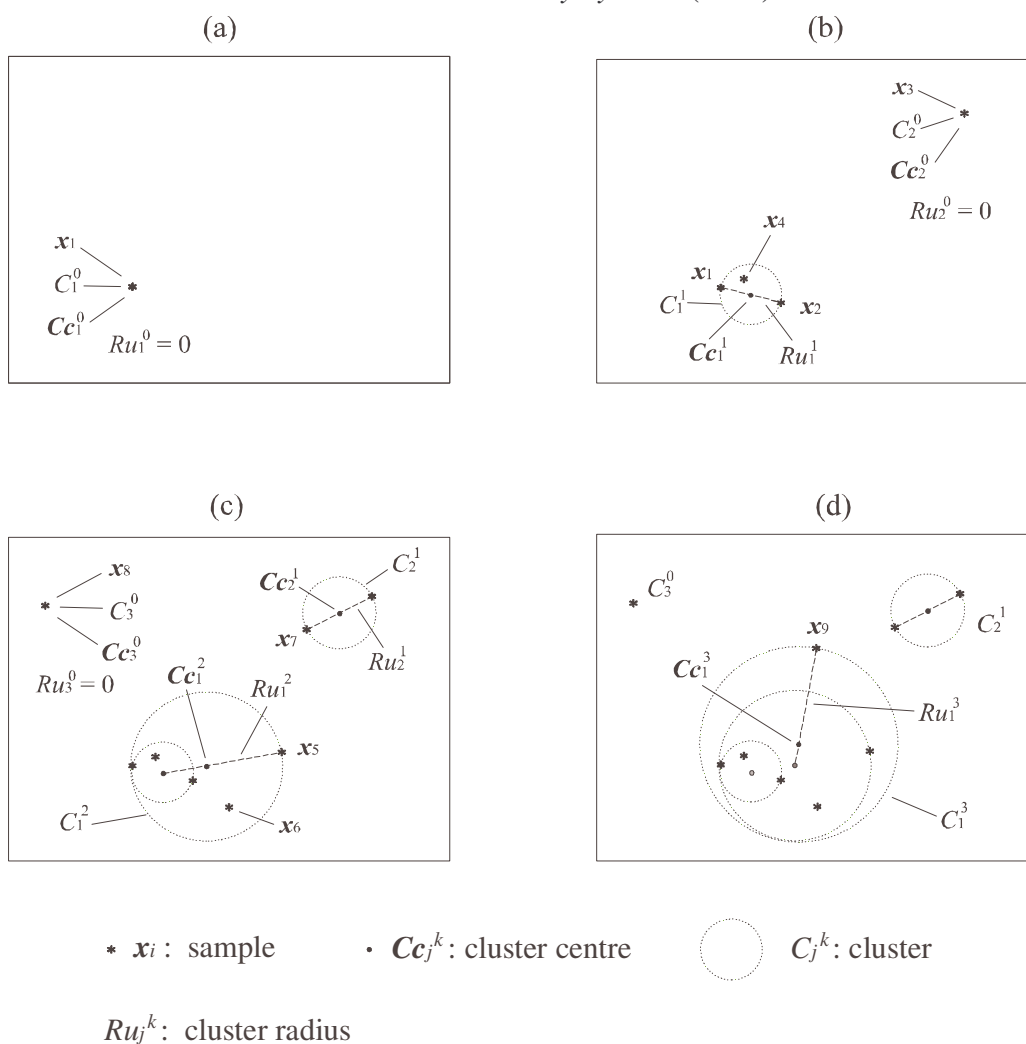 (a)
x1
C1^0
Cc1^0
Ru1^0 = 0
(b)
x3
C2^0
Cc2^0
Ru2^0 = 0
x4
x1
C1^1
x2
Cc1^1
Ru1^1
(c)
x8
C3^0
Cc3^0
Ru3^0 = 0
Cc2^1
C2^1
x7
Ru2^1
Cc1^2
Ru1^2
x5
C1^2
x6
(d)
C3^0
x9
C2^1
Cc1^3
Ru1^3
C1^3
* xi : sample
• Ccj^k : cluster centre
Cj^k : cluster
Ruj^k : cluster radius